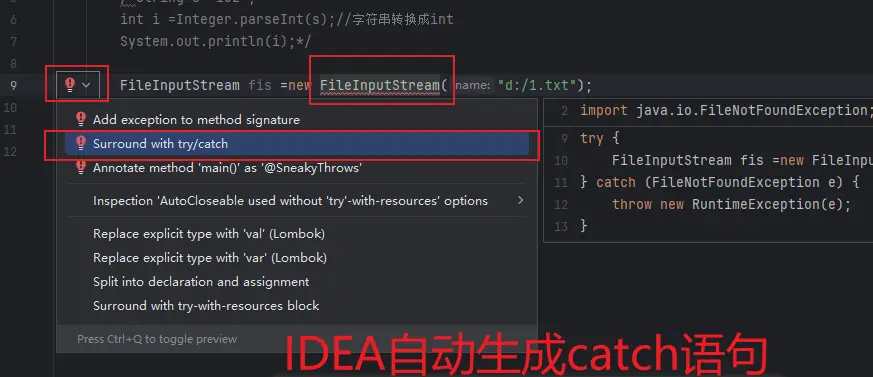 int i =Integer.parseInt(s);//字符串转换成int
System.out.println(i);*/
FileInputStream fis =new FileInputStream( name: "d:/1.txt");
Add exception to method signature
Surround with try/catch
Annotate method 'main()' as '@SneakyThrows'
Inspection 'AutoCloseable used without 'try'-with-resources' options
Replace explicit type with 'val' (Lombok)
Replace explicit type with 'var' (Lombok)
Split into declaration and assignment
Surround with try-with-resources block
Press Ctrl+Q to toggle preview
2 import java.io.FileNotFoundException;
9 try {
10 FileInputStream fis =new FileInpu
11 } catch (FileNotFoundException e) {
12 throw new RuntimeException(e);
13 }
6
7
8
9
10
11
12
IDEA自动生成catch语句